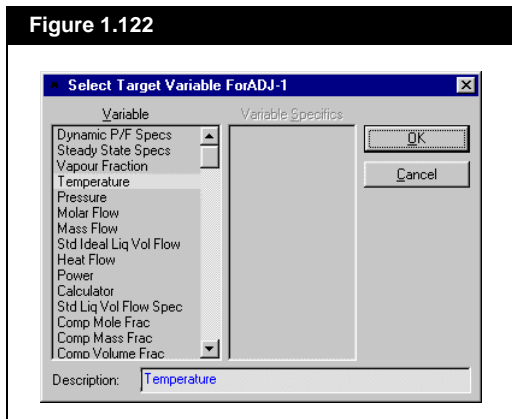 Figure 1.122
Select Target Variable ForADJ-1
Variable
Variable Specifics
Dynamic P/F Specs
Steady State Specs
Vapour Fraction
Temperature
Pressure
Molar Flow
Mass Flow
Std Ideal Liq Vol Flow
Heat Flow
Power
Calculator
Std Liq Vol Flow Spec
Comp Mole Frac
Comp Mass Frac
Comp Volume Frac
OK
Cancel
Description: Temperature